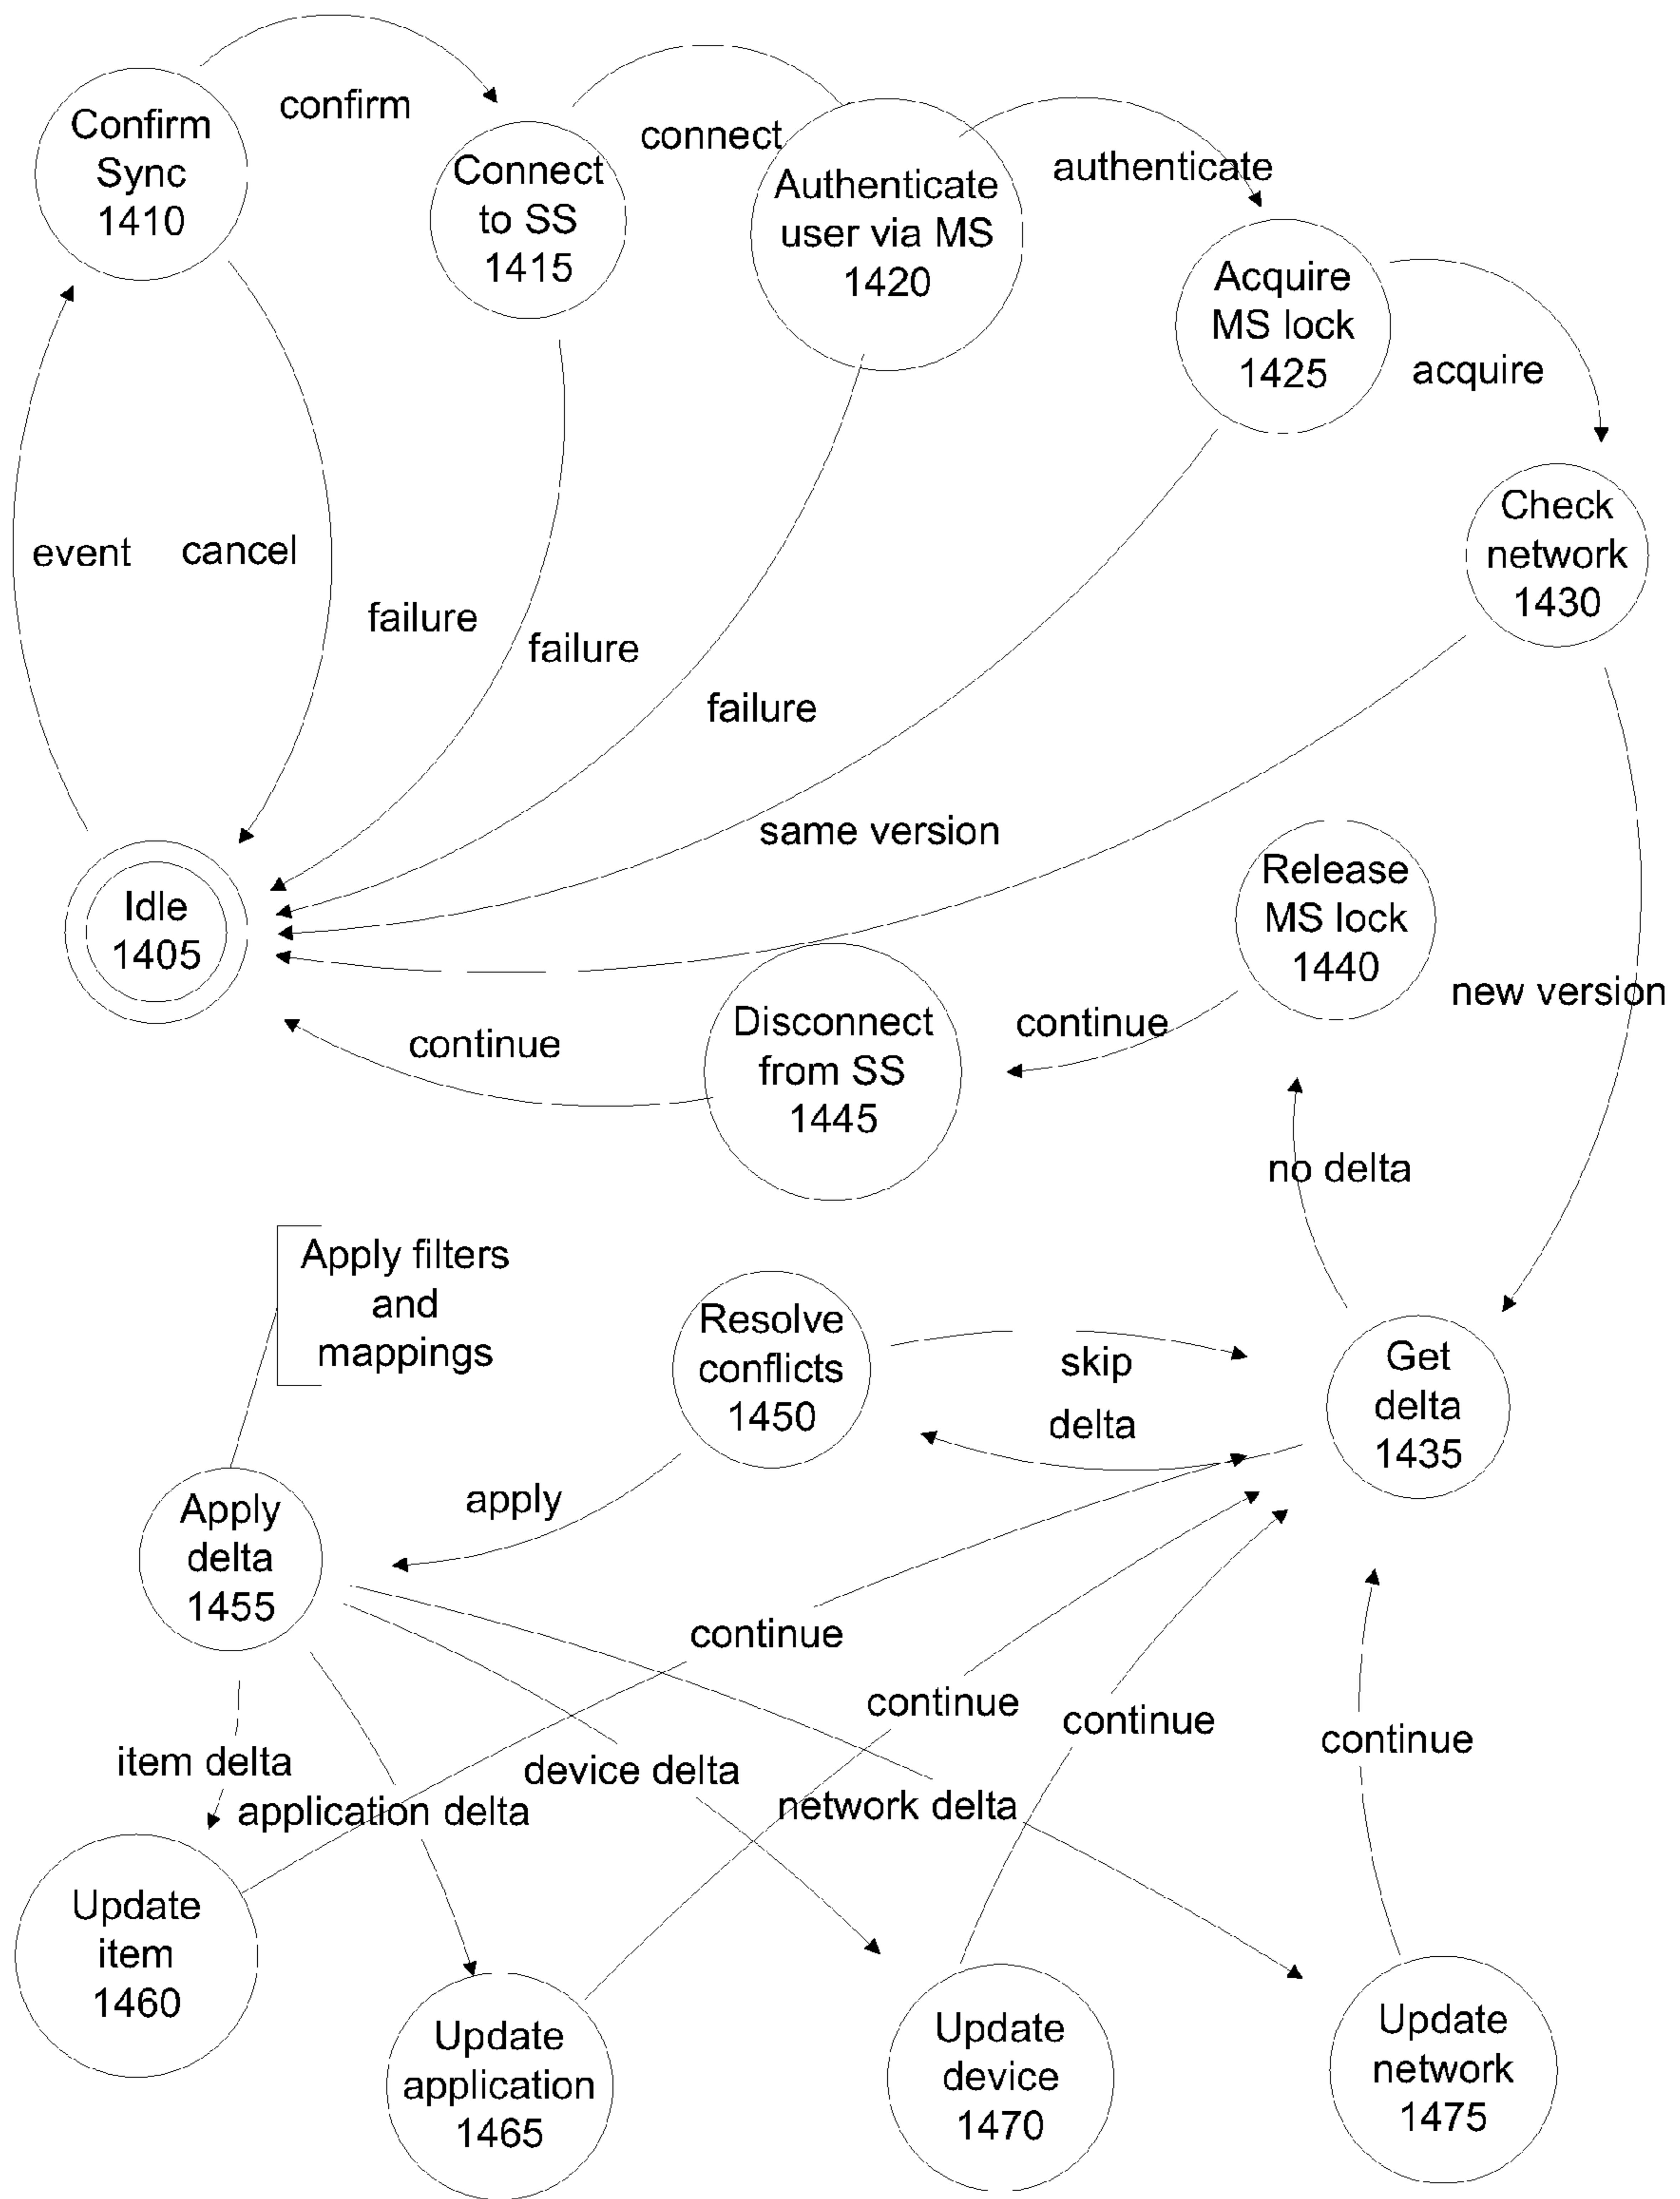 Confirm
Sync
1410
confirm
Connect
to SS
1415
connect
Authenticate
user via MS
1420
authenticate
Acquire
MS lock
1425
acquire
Check
network
1430
event
cancel
failure
failure
failure
same version
Idle
1405
Release
MS lock
1440
new version
continue
Disconnect
from SS
1445
continue
no delta
Apply filters
and
mappings
Resolve
conflicts
1450
skip
delta
Get
delta
1435
apply
Apply
delta
1455
continue
continue
continue
continue
item delta
application delta
device delta
network delta
Update
item
1460
Update
application
1465
Update
device
1470
Update
network
1475